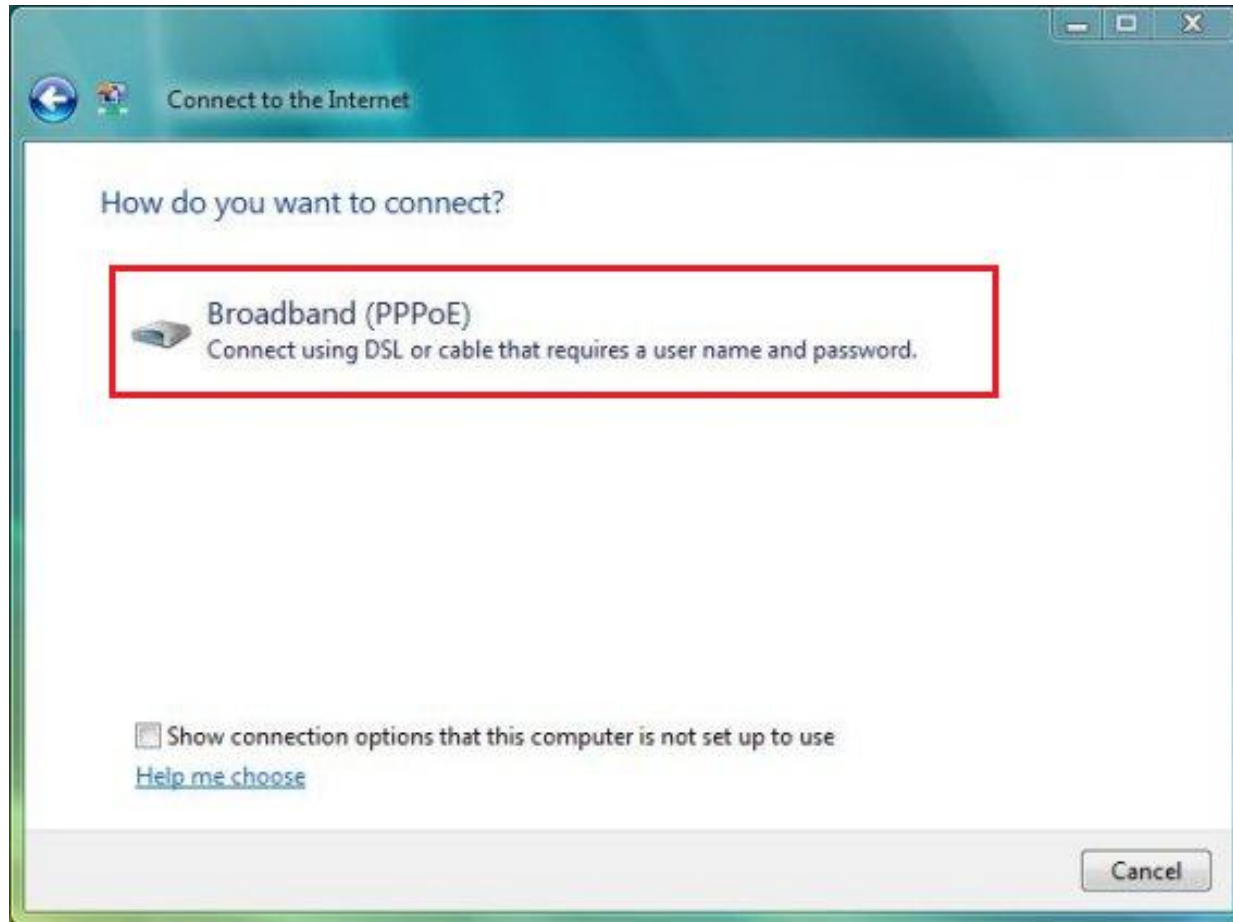 Connect to the Internet
How do you want to connect?
Broadband (PPPoE)
Connect using DSL or cable that requires a user name and password.
Show connection options that this computer is not set up to use
Help me choose
Cancel